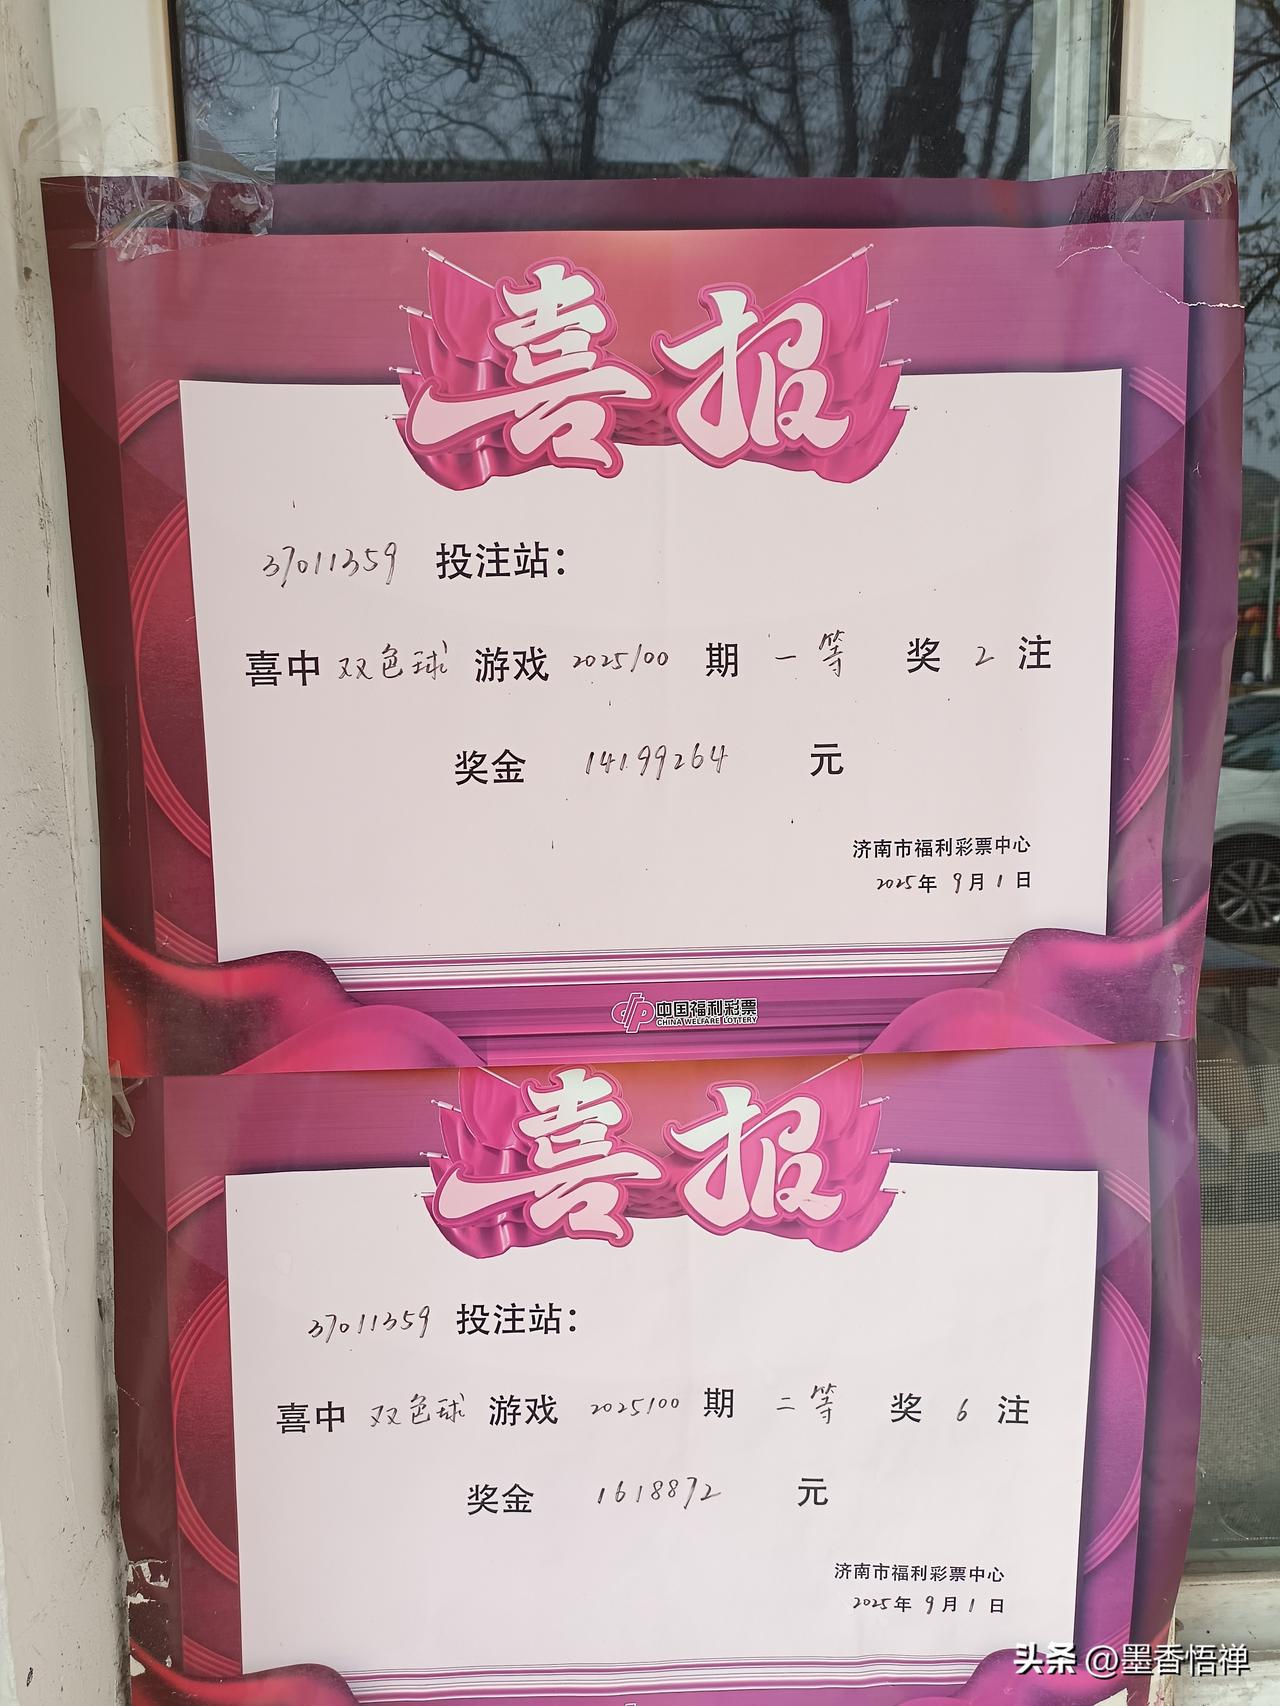 喜报
37011359 投注站：
喜中 双色球 游戏 2025100 期 一等 奖 2 注
奖金 14199264 元
济南市福利彩票中心
2025年 9月 1日
中国福利彩票
CHINA WELFARE LOTTERY
喜报
37011359 投注站：
喜中 双色球 游戏 2025100 期 二等 奖 6 注
奖金 1618872 元
济南市福利彩票中心
2025年 9月 1日
头条 @墨香悟禅